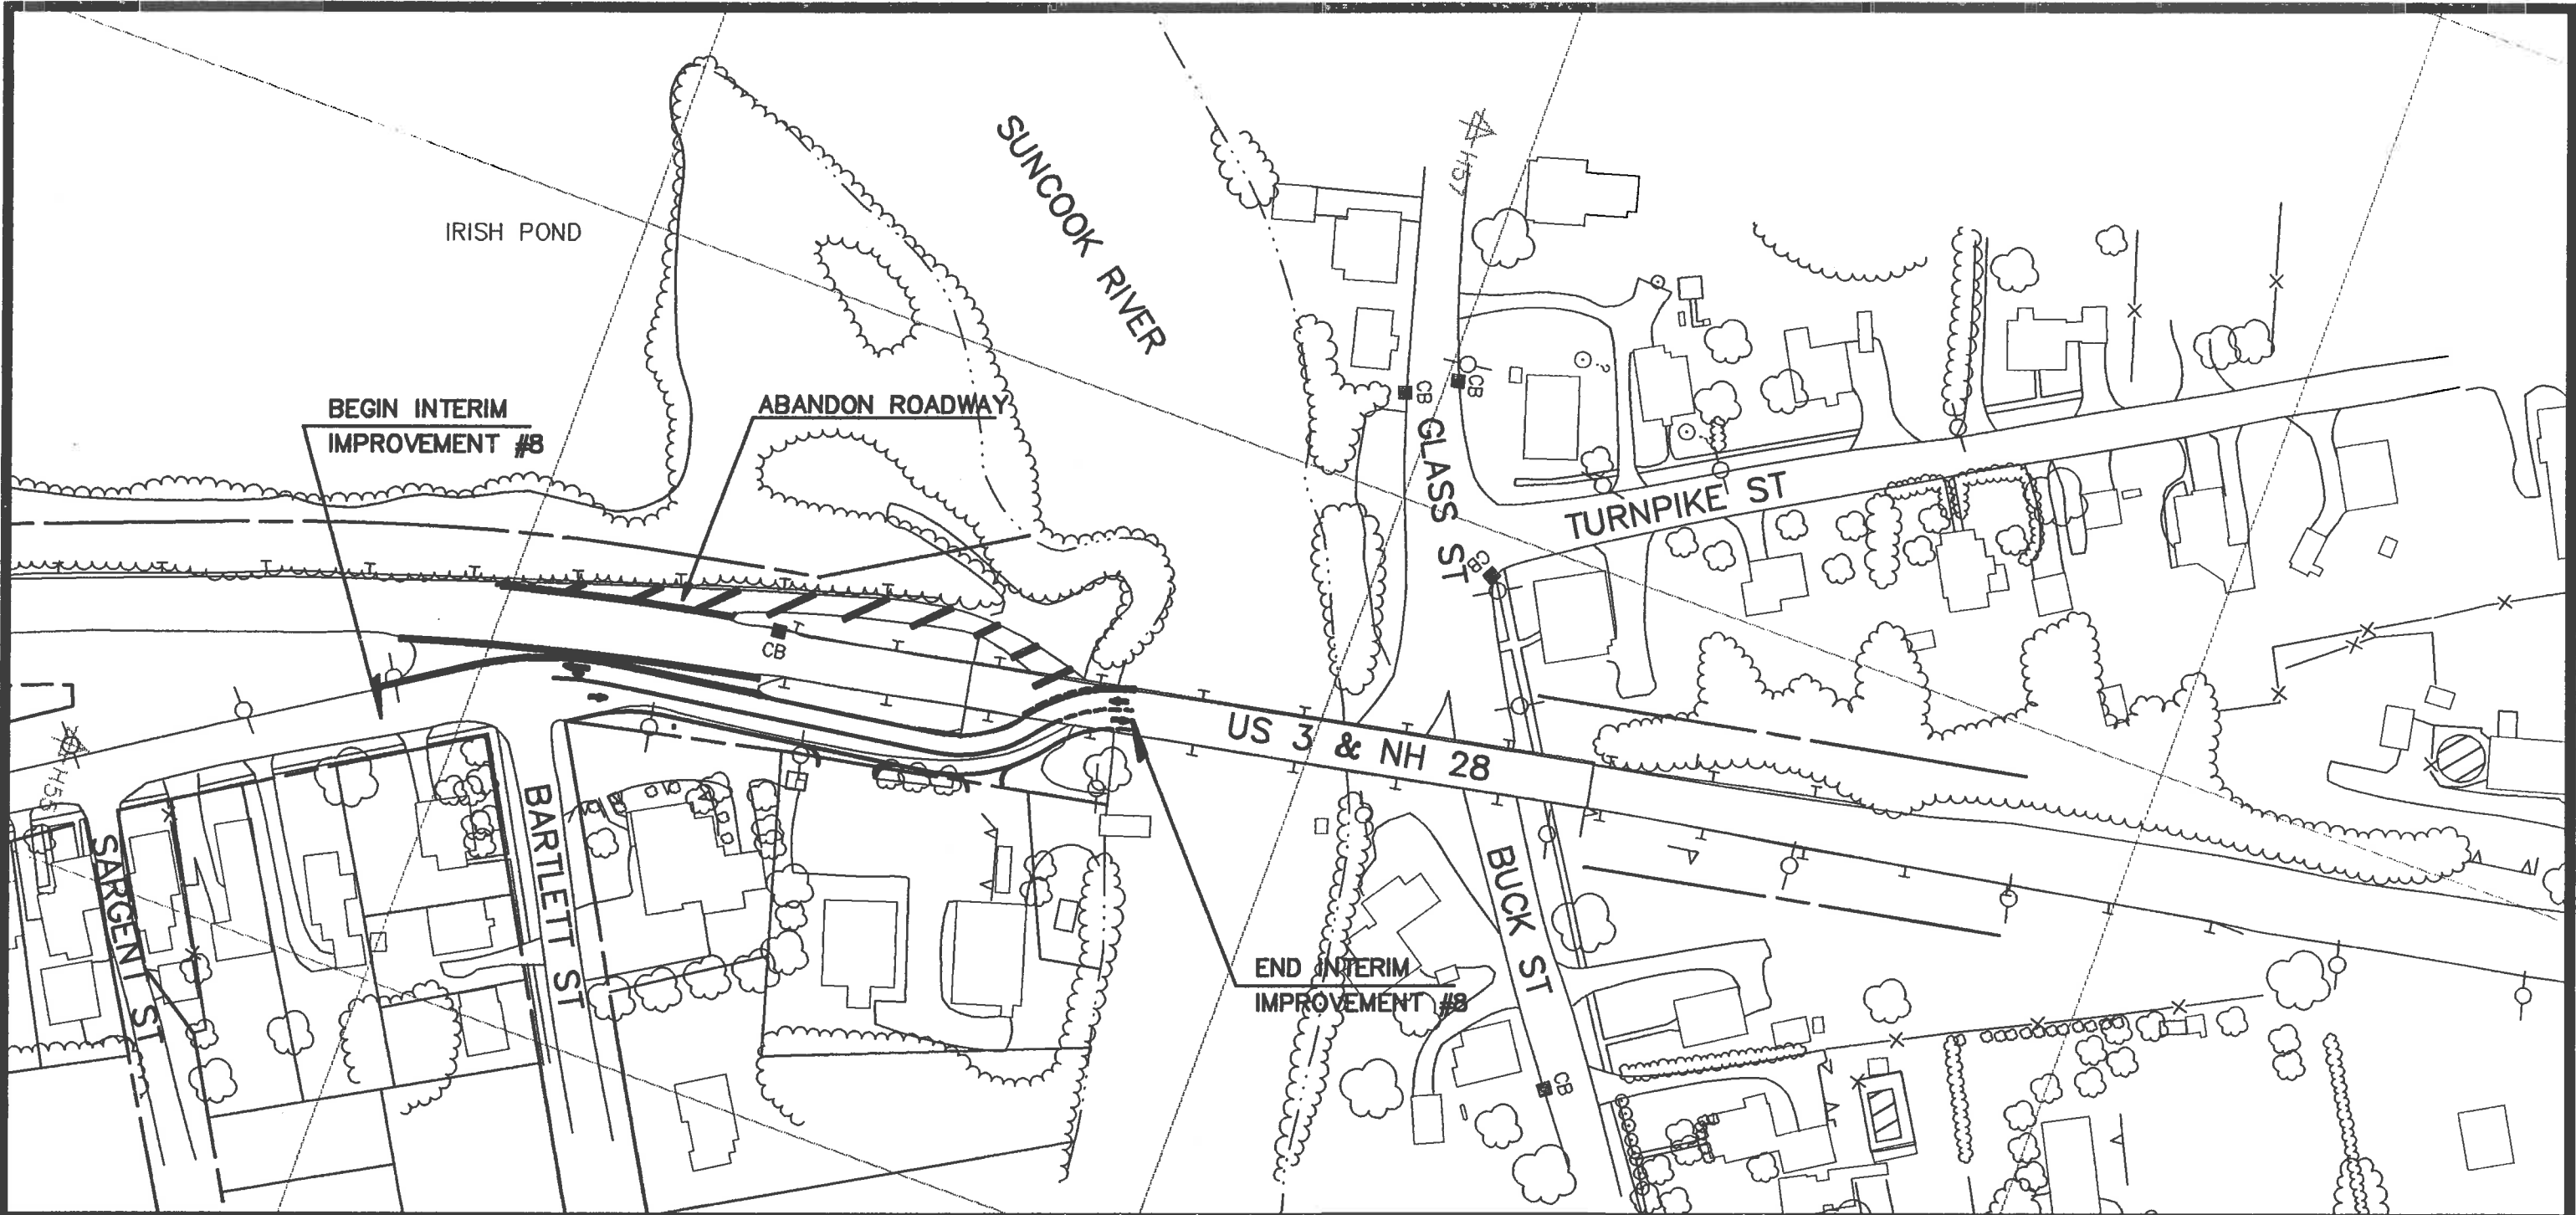 SUNCOOK RIVER
H57
IRISH POND
BEGIN INTERIM
IMPROVEMENT #8
ABANDON ROADWAY
CB
CB
GLASS ST
TURNPIKE ST
CB
CB
US 3 & NH 28
BARTLETT ST
SARGENT ST
BUCK ST
END INTERIM
IMPROVEMENT #8
CB